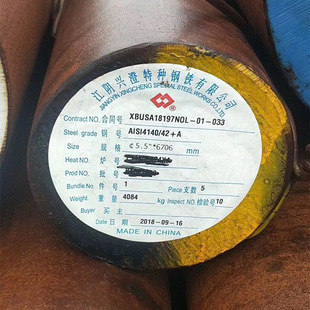 江阴兴澄特种钢铁有限公司
JIANGYIN XINGCHENG SPECIAL STEEL WORKS CO.,LTD
Contract NO. 合同号 XBUSA18197NOL-01-033
Steel grade 钢 号 AISI4140/42+A
Size 规 格 ¢5.5"*6706 mm
Heat NO: 炉
Prod NO: 批
Bundle NO 件 号 1 Piece 支数 5
Weight 重 量 4084 kg Inspect NO. 检验号 10
Buyer 买 主
Date 日期 2018-09-16
MADE IN CHINA